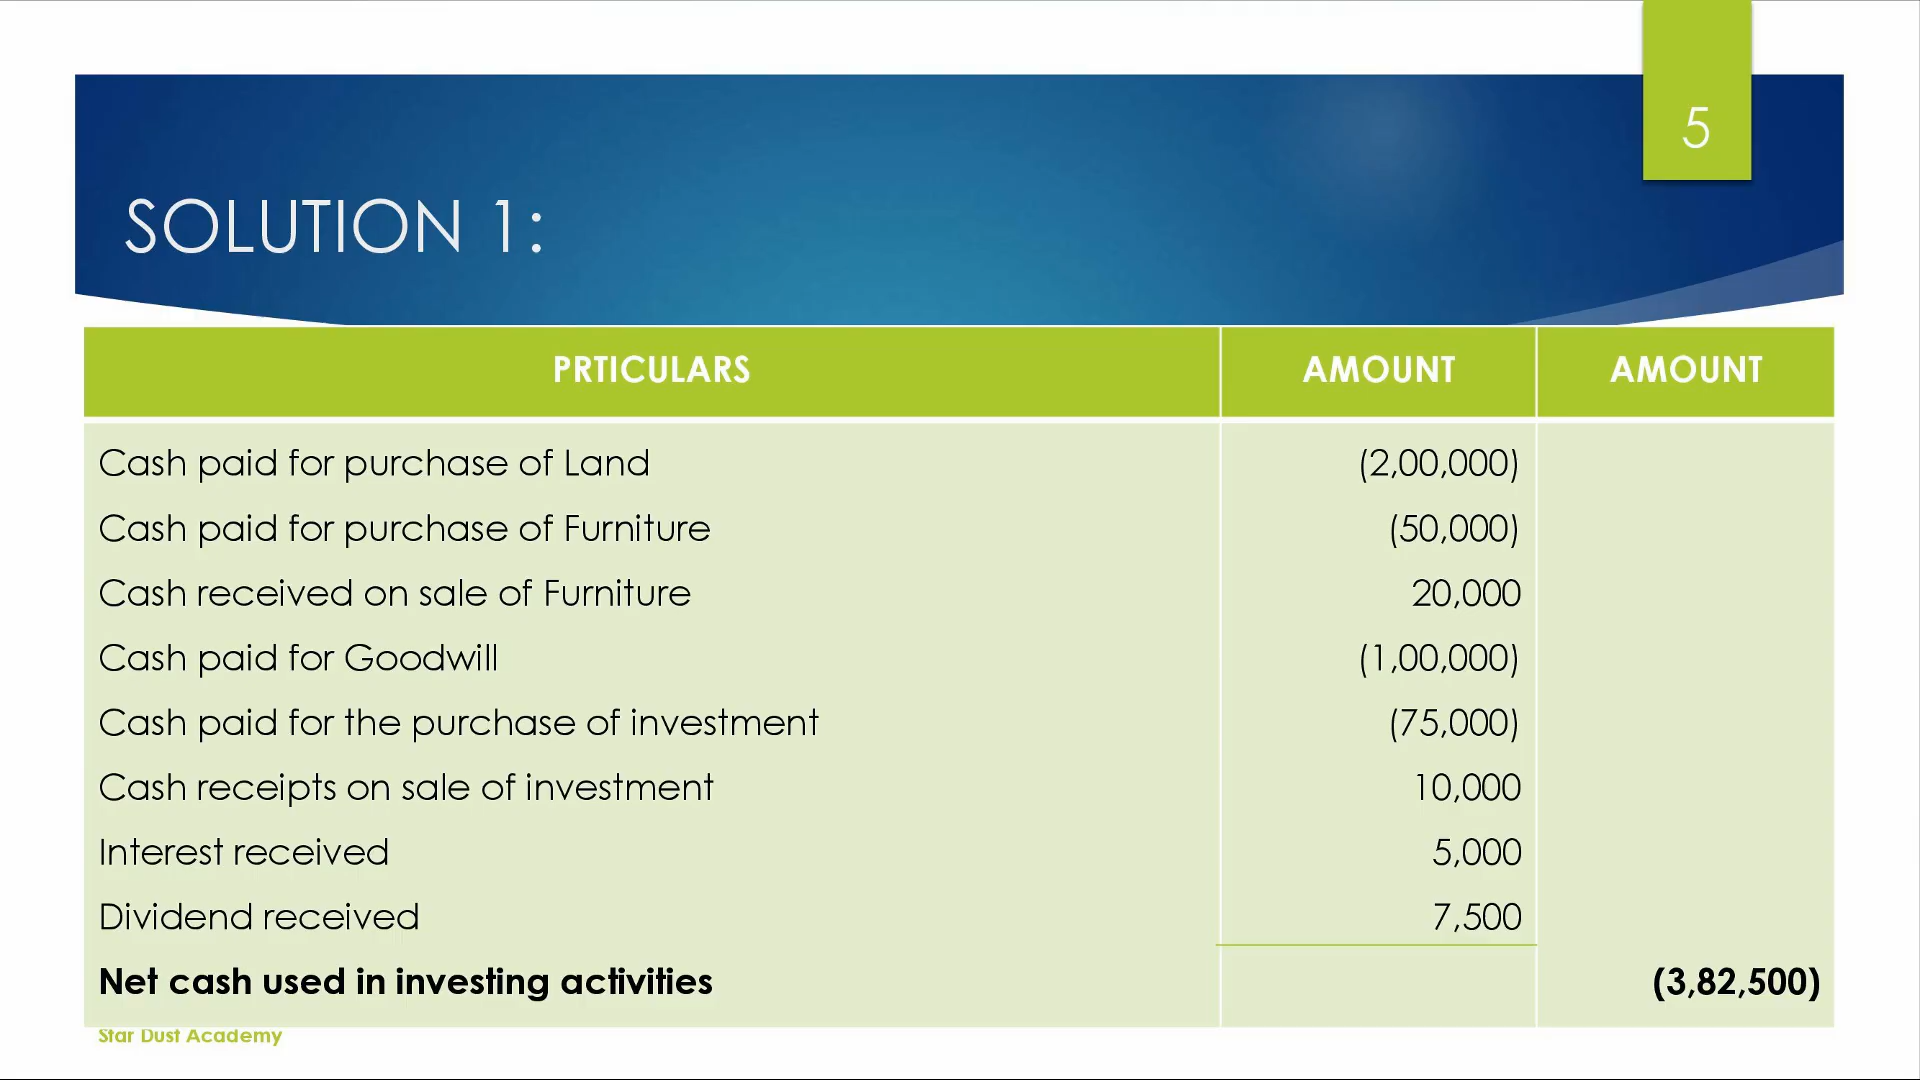 5
SOLUTION 1:
PRTICULARS AMOUNT AMOUNT
Cash paid for purchase of Land (2,00,000)
Cash paid for purchase of Furniture (50,000)
Cash received on sale of Furniture 20,000
Cash paid for Goodwill (1,00,000)
Cash paid for the purchase of investment (75,000)
Cash receipts on sale of investment 10,000
Interest received 5,000
Dividend received 7,500
Net cash used in investing activities (3,82,500)
Star Dust Academy